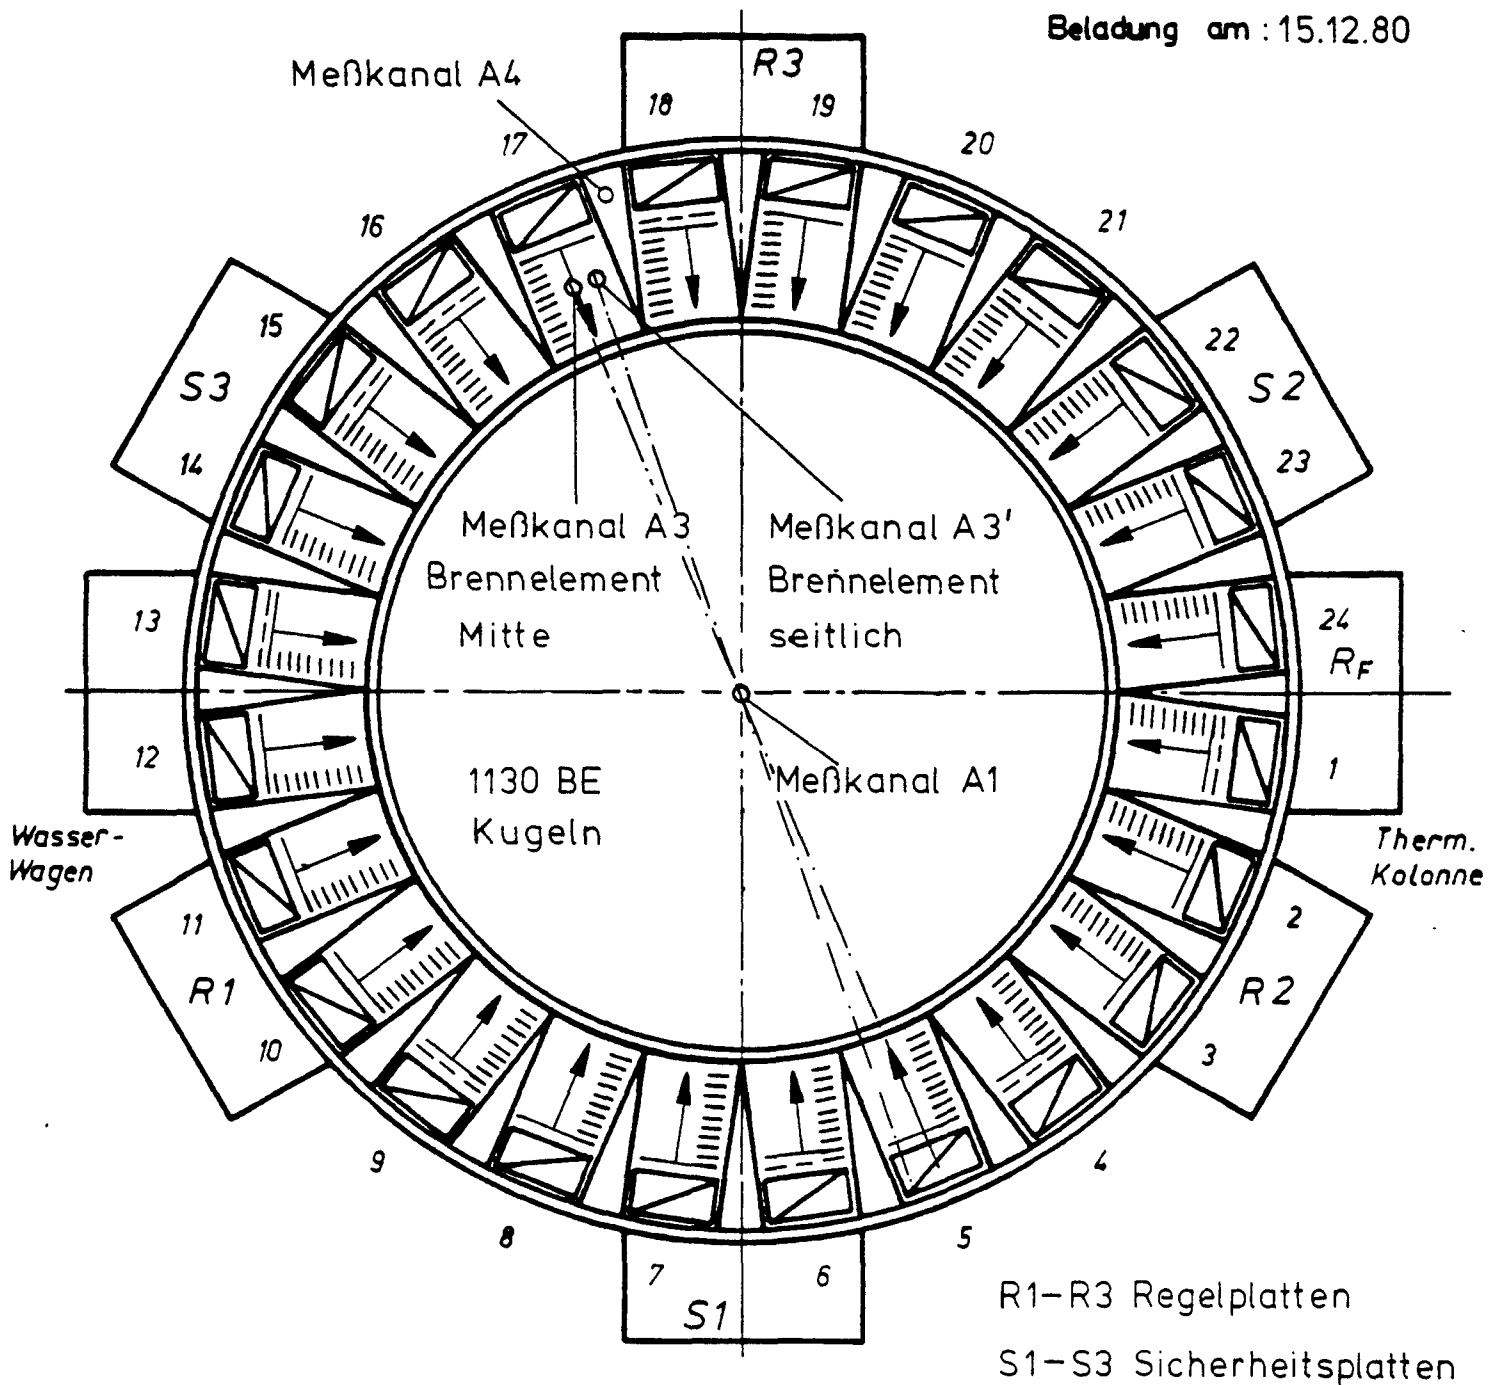 Beladung am : 15.12.80
Meßkanal A4
R3
18
19
17
20
16
21
15
22
S3
S2
14
23
Meßkanal A3
Brennelement
Mitte
Meßkanal A3'
Brennelement
seitlich
13
24
RF
12
1130 BE
Kugeln
Meßkanal A1
1
Wasser-
Wagen
Therm.
Kolonne
11
2
R1
R2
10
3
9
4
8
5
7
6
S1
R1-R3 Regelplatten
S1-S3 Sicherheitsplatten